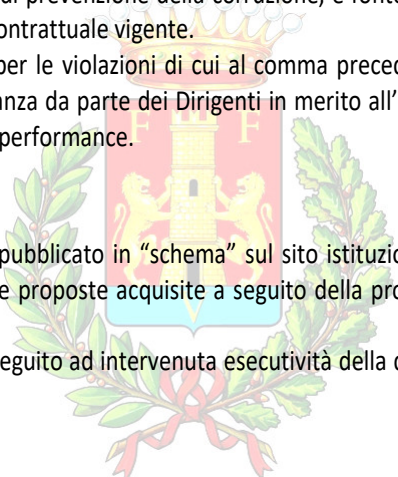 di prevenzione della corruzione, è fonte
ontrattuale vigente.
per le violazioni di cui al comma preced
anza da parte dei Dirigenti in merito all'
performance.
F F
V
pubblicato in “schema” sul sito istituzio
e proposte acquisite a seguito della pro
eguito ad intervenuta esecutività della d